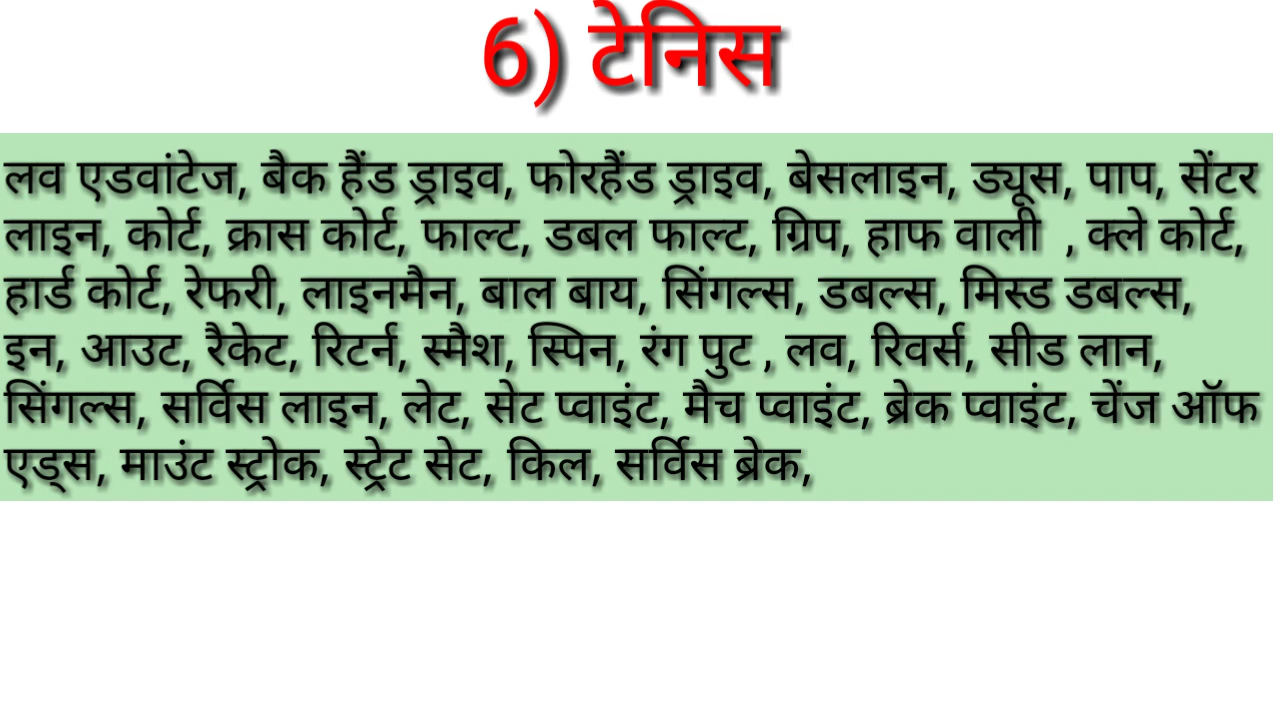 6) टेनिस
लव एडवांटेज, बैक हैंड ड्राइव, फोरहैंड ड्राइव, बेसलाइन, ड्यूस, पाप, सेंटर
लाइन, कोर्ट, क्रास कोर्ट, फाल्ट, डबल फाल्ट, ग्रिप, हाफ वाली , क्ले कोर्ट,
हार्ड कोर्ट, रेफरी, लाइनमैन, बाल बाय, सिंगल्स, डबल्स, मिस्ड डबल्स,
इन, आउट, रैकेट, रिटर्न, स्मैश, स्पिन, रंग पुट , लव, रिवर्स, सीड लान,
सिंगल्स, सर्विस लाइन, लेट, सेट प्वाइंट, मैच प्वाइंट, ब्रेक प्वाइंट, चेंज ऑफ
एड्स, माउंट स्ट्रोक, स्ट्रेट सेट, किल, सर्विस ब्रेक,